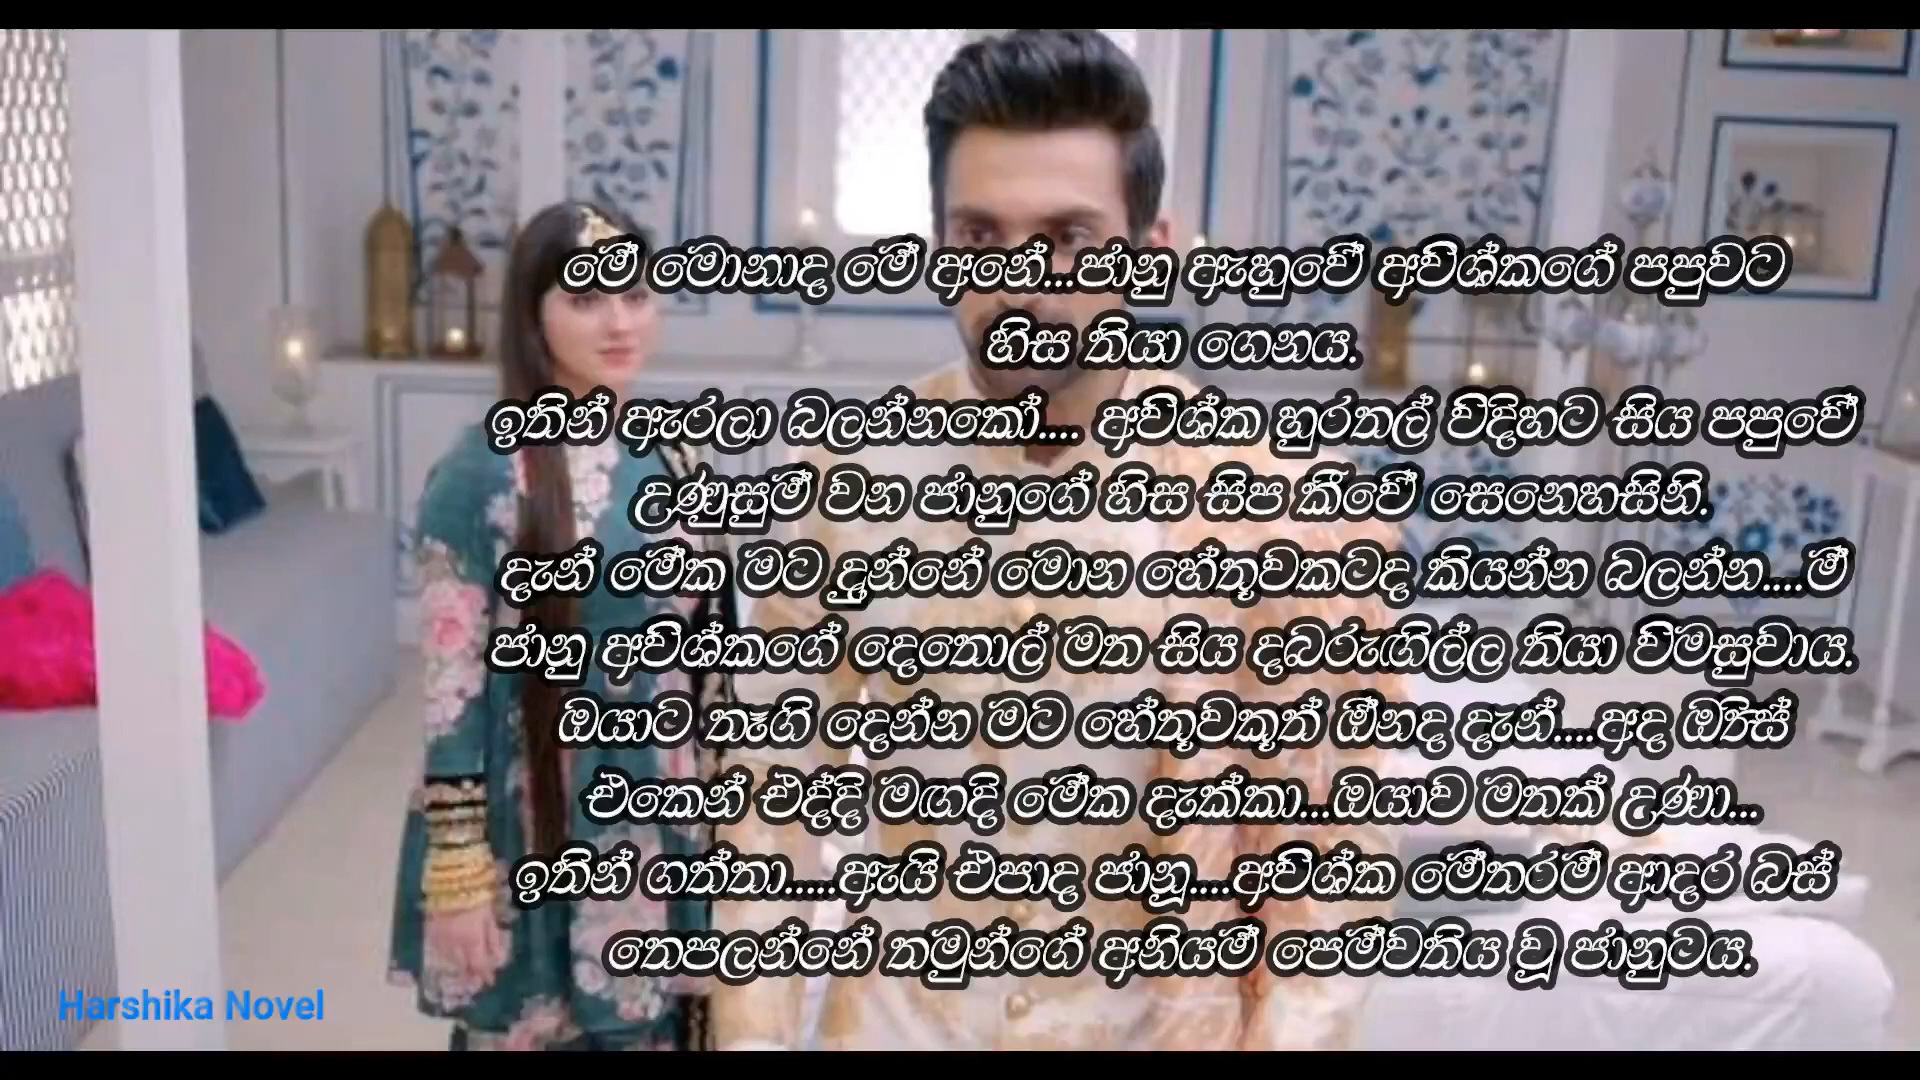 මේ මොනාද මේ අනේ...ජානු ඇහුවේ අවිශ්කගේ පපුවට
හිස තියා ගෙනය.
ඉතින් ඇරලා බලන්නකෝ.... අවිශ්ක හුරතල් විදිහට සිය පපුවේ
උණුසුම් වන ජානුගේ හිස සිප කීවේ සෙනෙහසිනි.
දැන් මේක මට දුන්නේ මොන හේතූවකටද කියන්න බලන්න....ම්
ජානු අවිශ්කගේ දෙතොල් මත සිය දබරුඟිල්ල තියා විමසුවාය.
ඔයාට තෑගි දෙන්න මට හේතූවකූත් ඕනද දැන්.....අද ඔෆිස්
එකෙන් එද්දි මඟදි මේක දැක්කා...ඔයාව මතක් උණා...
ඉතින් ගත්තා......ඇයි එපාද ජානූ....අවිශ්ක මේතරම් ආදර බස්
තෙපලන්නේ තමුන්ගේ අනියම් පෙම්වතිය වූ ජානුටය.
Harshika Novel